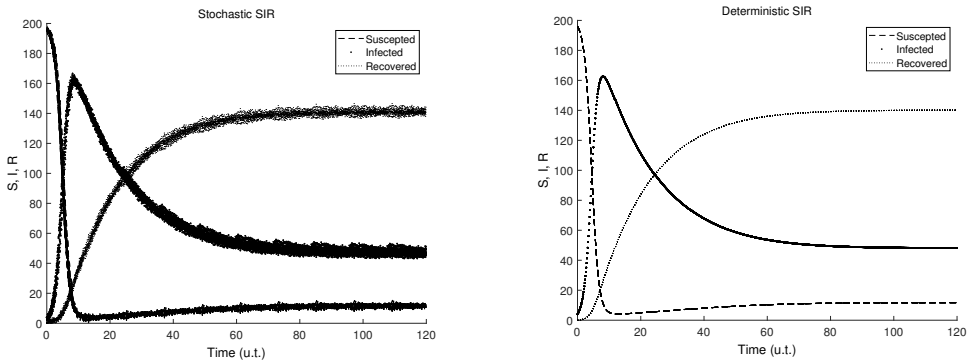 Stochastic SIR
200
180
160
140
120
100
80
60
40
20
0
S, I, R
0 20 40 60 80 100 120
Time (u.t.)
Suscepted
Infected
Recovered
Deterministic SIR
200
180
160
140
120
100
80
60
40
20
0
S, I, R
0 20 40 60 80 100 120
Time (u.t.)
Suscepted
Infected
Recovered